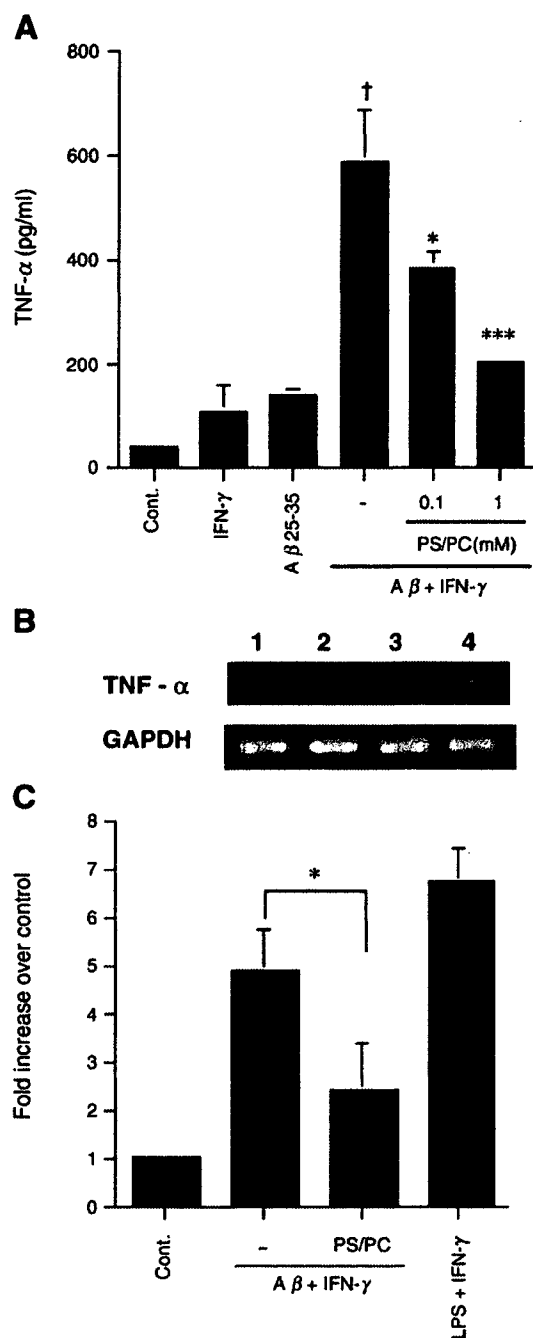 A
800
600
400
200
0
TNF-α (pg/ml)
†
*
***
Cont.
IFN-γ
A β 25-35
-
0.1
1
PS/PC(mM)
A β + IFN-γ
B
1 2 3 4
TNF - α
GAPDH
C
8
7
6
5
4
3
2
1
0
Fold increase over control
*
Cont.
-
PS/PC
A β + IFN-γ
LPS + IFN-γ